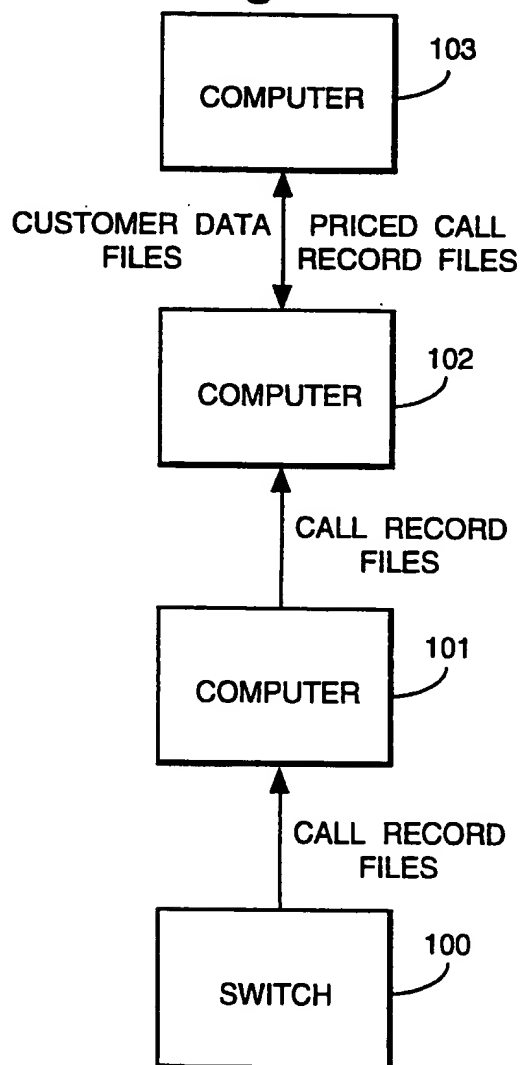 103
COMPUTER
CUSTOMER DATA
FILES
PRICED CALL
RECORD FILES
102
COMPUTER
CALL RECORD
FILES
101
COMPUTER
CALL RECORD
FILES
100
SWITCH